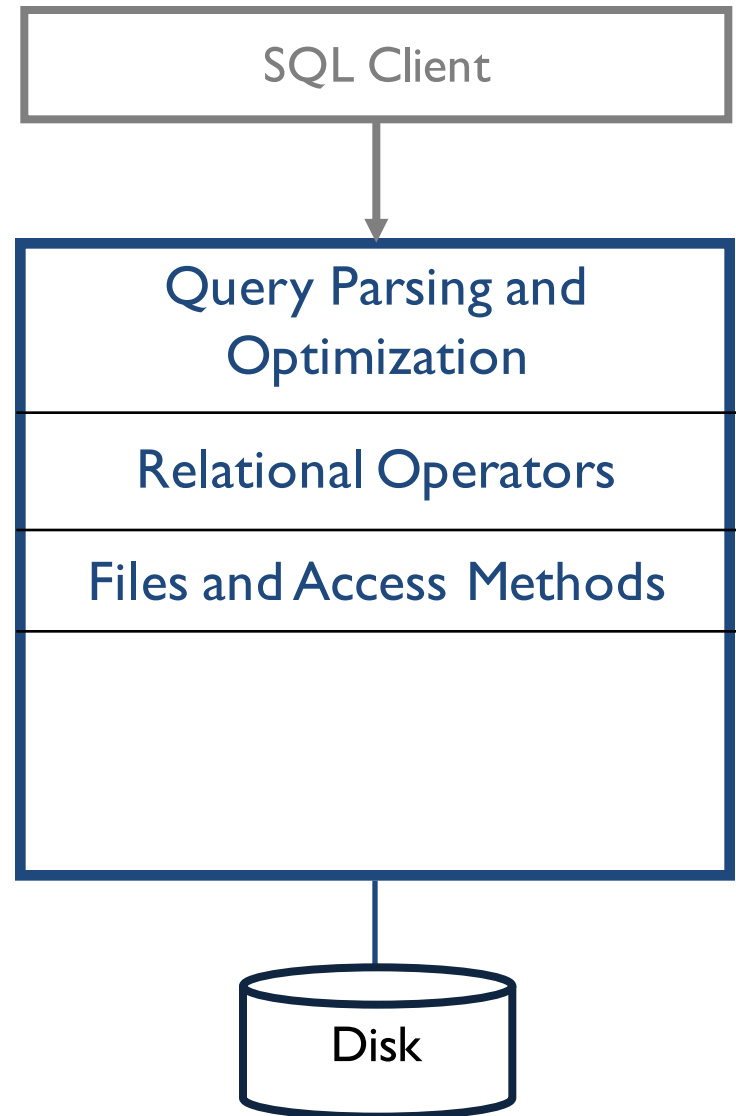 SQL Client
Query Parsing and
Optimization
Relational Operators
Files and Access Methods
Disk